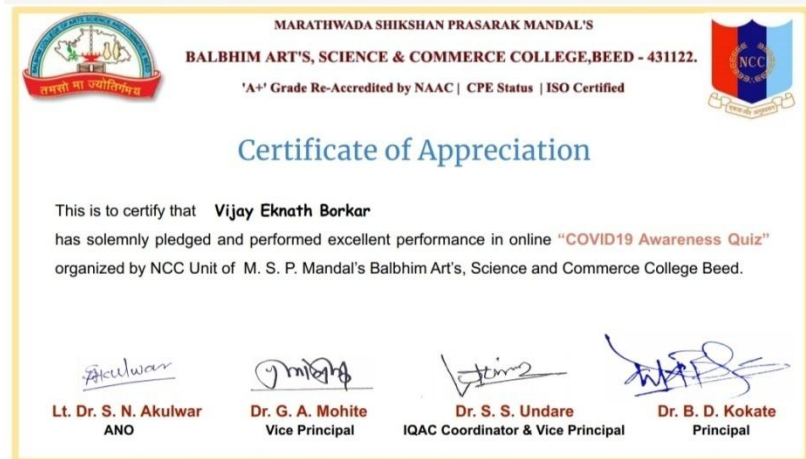 MARATHWADA SHIKSHAN PRASARAK MANDAL'S
BALBHIM ART'S, SCIENCE & COMMERCE COLLEGE,BEED - 431122.
'A+' Grade Re-Accredited by NAAC | CPE Status | ISO Certified
तमसो मा ज्योतिर्गमय
NCC
Certificate of Appreciation
This is to certify that Vijay Eknath Borkar
has solemnly pledged and performed excellent performance in online “COVID19 Awareness Quiz”
organized by NCC Unit of M. S. P. Mandal’s Balbhim Art’s, Science and Commerce College Beed.
Akulwar
Lt. Dr. S. N. Akulwar Dr. G. A. Mohite Dr. S. S. Undare Dr. B. D. Kokate
ANO Vice Principal IQAC Coordinator & Vice Principal Principal